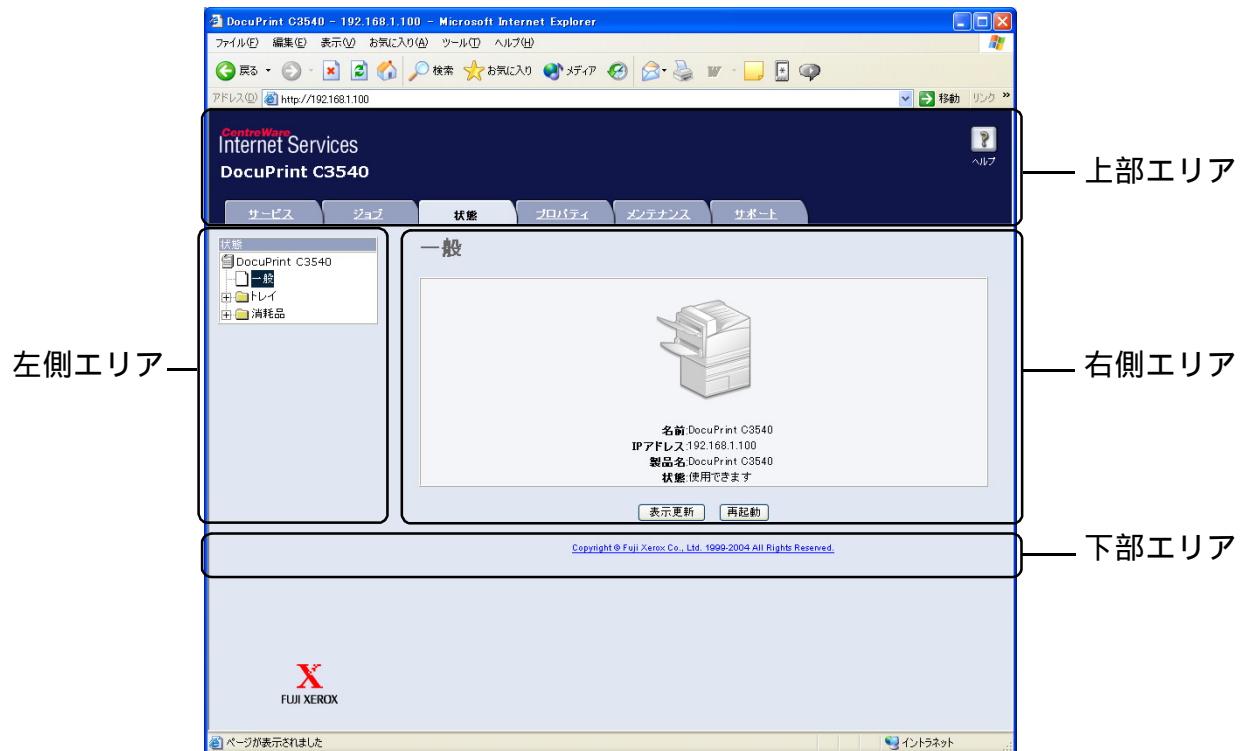 DocuPrint C3540 - 192.168.1.100 - Microsoft Internet Explorer
ファイル(F) 編集(E) 表示(V) お気に入り(A) ツール(T) ヘルプ(H)
戻る 検索 お気に入り メディア
アドレス(D) http://192.168.1.100 移動 リンク »
CentreWare
Internet Services
DocuPrint C3540
ヘルプ
サービス ジョブ 状態 プロパティ メンテナンス サポート
上部エリア
状態
DocuPrint C3540
一般
トレイ
消耗品
左側エリア
一般
名前:DocuPrint C3540
IPアドレス:192.168.1.100
製品名:DocuPrint C3540
状態:使用できます
表示更新 再起動
右側エリア
Copyright © Fuji Xerox Co., Ltd. 1999-2004 All Rights Reserved.
下部エリア
X
FUJI XEROX
ページが表示されました イントラネット